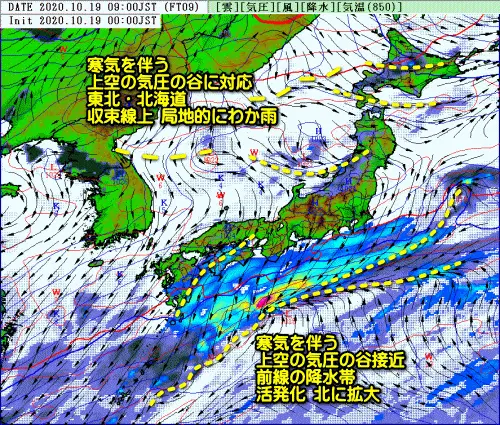 DATE 2020.10.19 09:00JST (FT09)
[雲][気圧][風][降水][気温(850)]
Init 2020.10.19 00:00JST
寒気を伴う
上空の気圧の谷に対応
東北・北海道
収束線上 局地的にわか雨
寒気を伴う
上空の気圧の谷接近
前線の降水帯
活発化 北に拡大